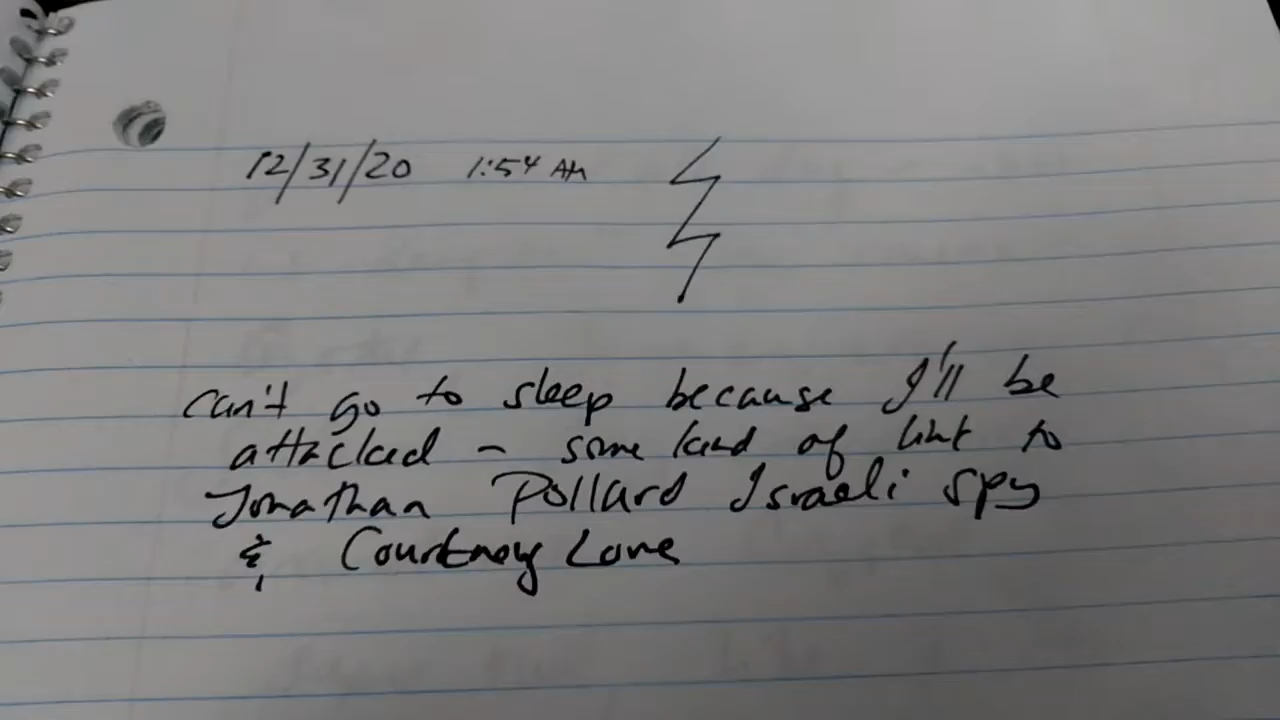 12/31/20 1:54 AM
can't go to sleep because I'll be
attacked - some kind of link to
Jonathan Pollard Israeli spy
& Courtney Love